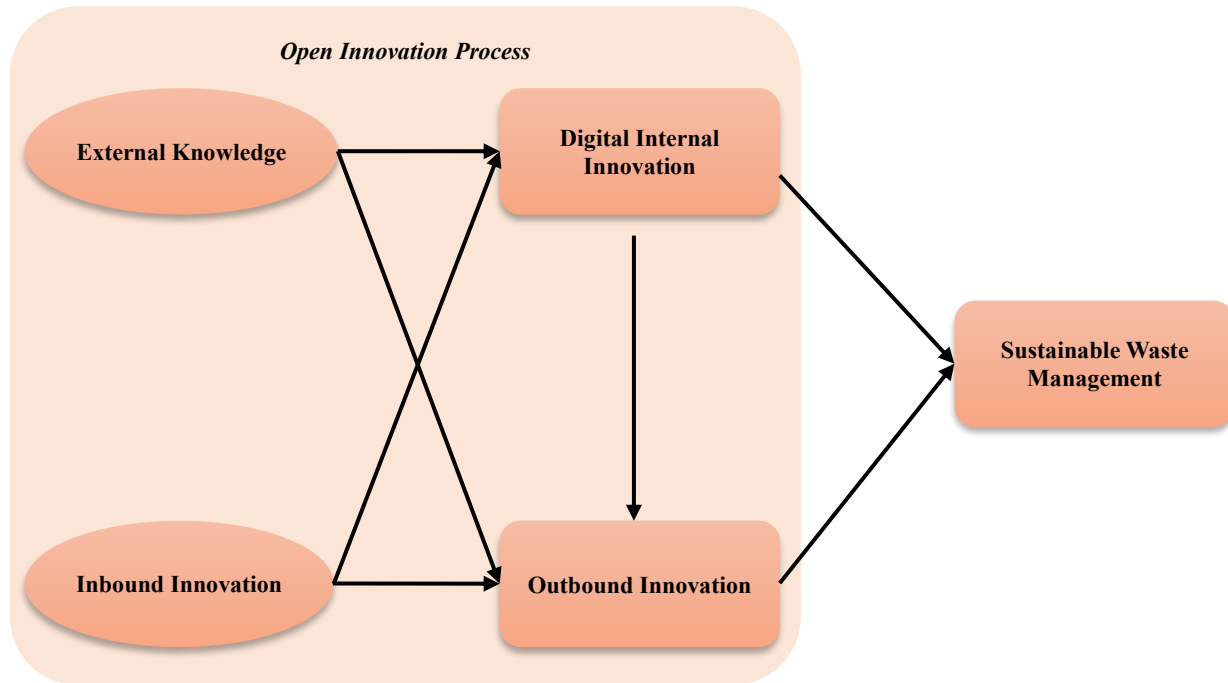 Open Innovation Process
External Knowledge
Digital Internal
Innovation
Sustainable Waste
Management
Inbound Innovation
Outbound Innovation